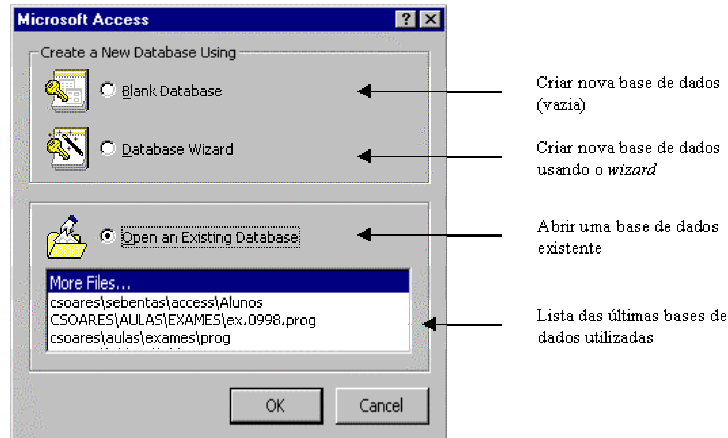 Microsoft Access
Create a New Database Using
Blank Database
Database Wizard
Open an Existing Database
More Files...
csoares\sebentas\access\Alunos
CSOARES\AULAS\EXAMES\ex.0998.prog
csoares\aulas\exames\prog
OK
Cancel
Criar nova base de dados
(vazia)
Criar nova base de dados
usando o wizard
Abrir uma base de dados
existente
Lista das últimas bases de
dados utilizadas